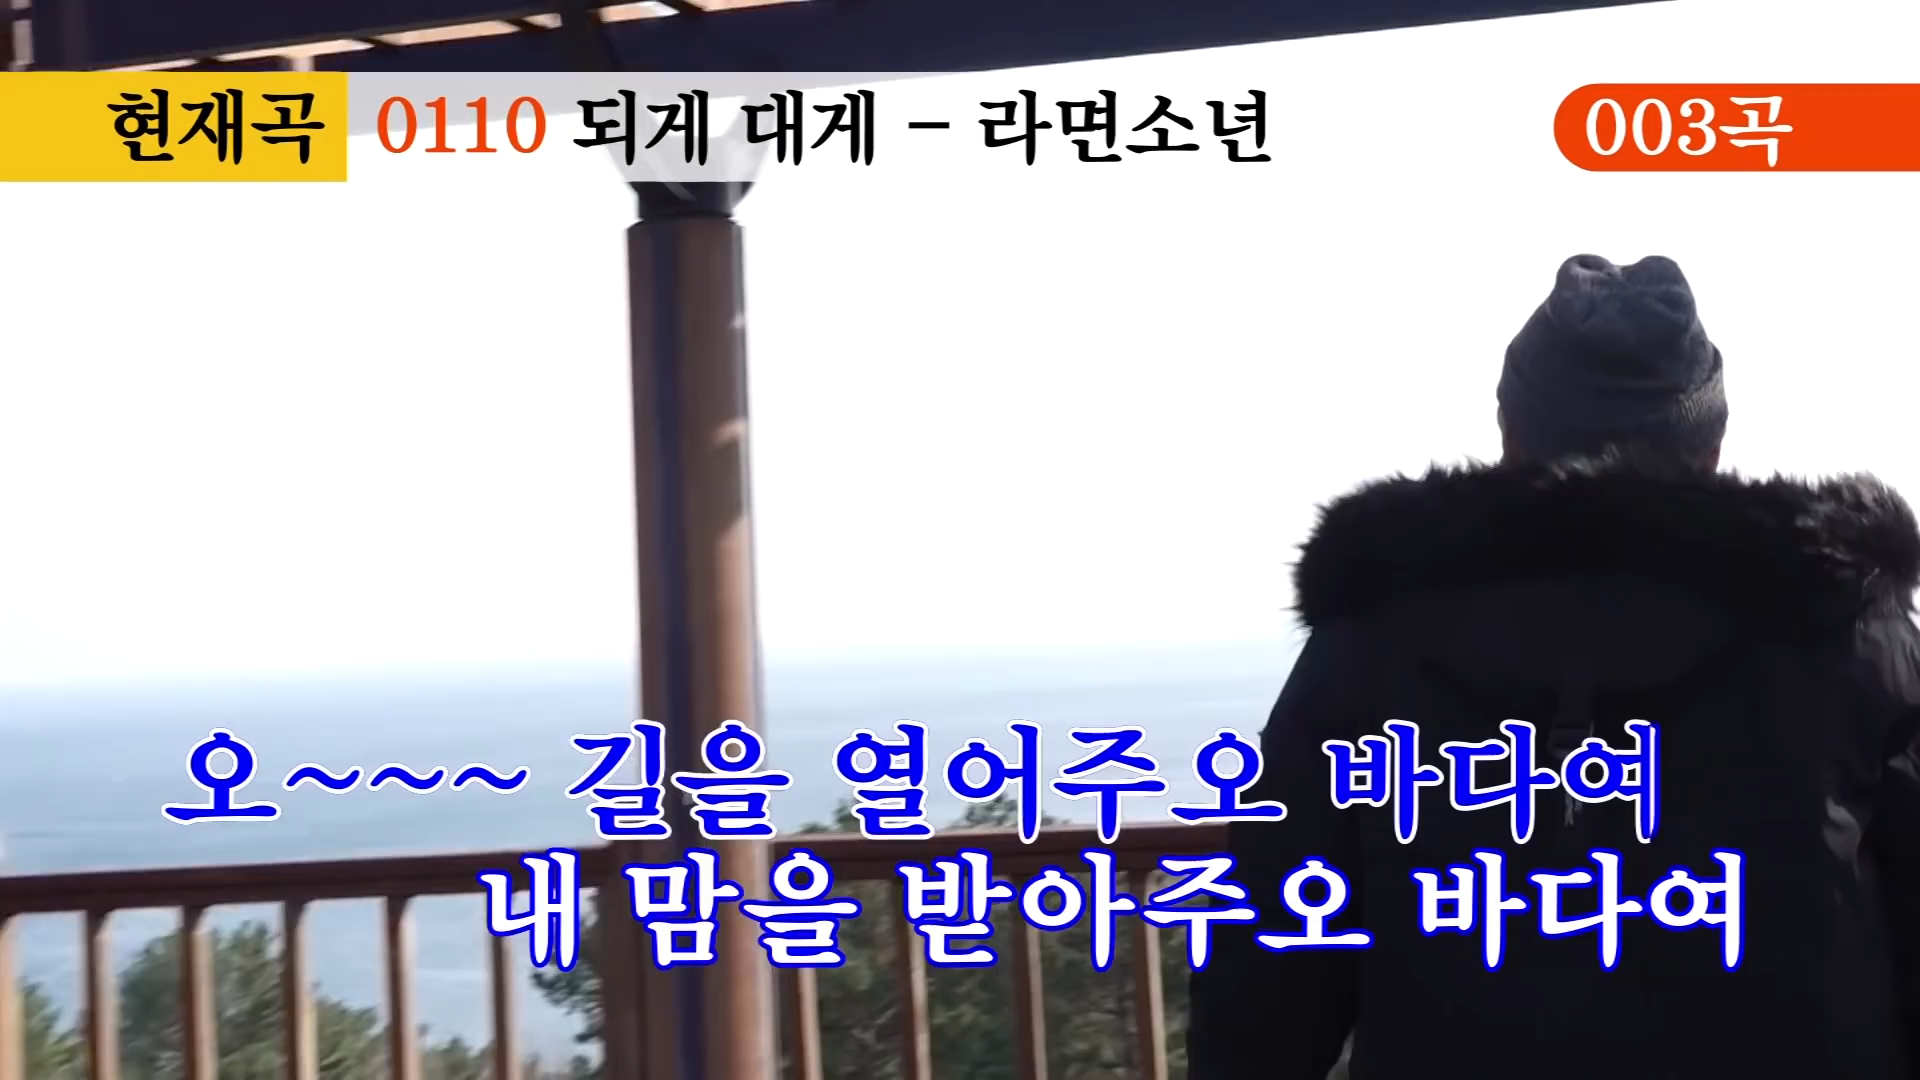 현재곡 0110 되게 대게 - 라면소년 003곡
오~~~ 길을 열어주오 바다여
내 맘을 받아주오 바다여